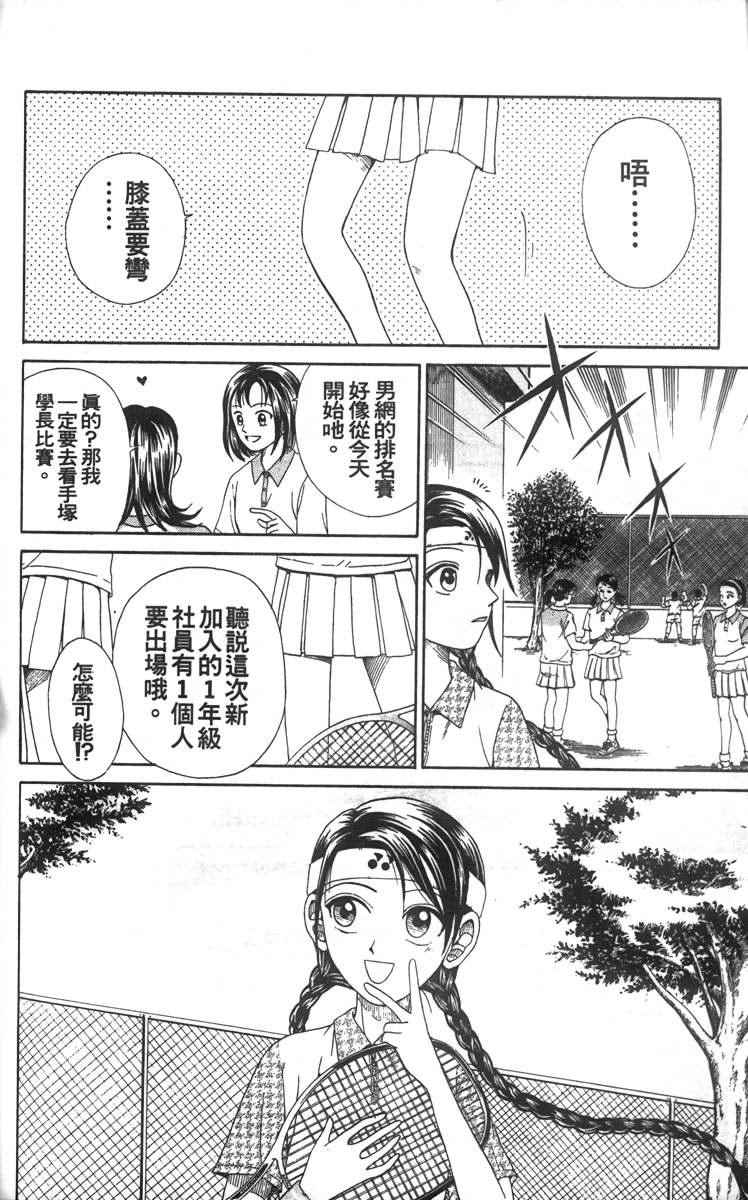 唔……
膝蓋要彎
……
男網的排名賽
好像從今天
開始吔。
真的？那我
一定要去看手塚
學長比賽。
聽説這次新
加入的1年級
社員有1個人
要出場哦。
怎麼可能!?